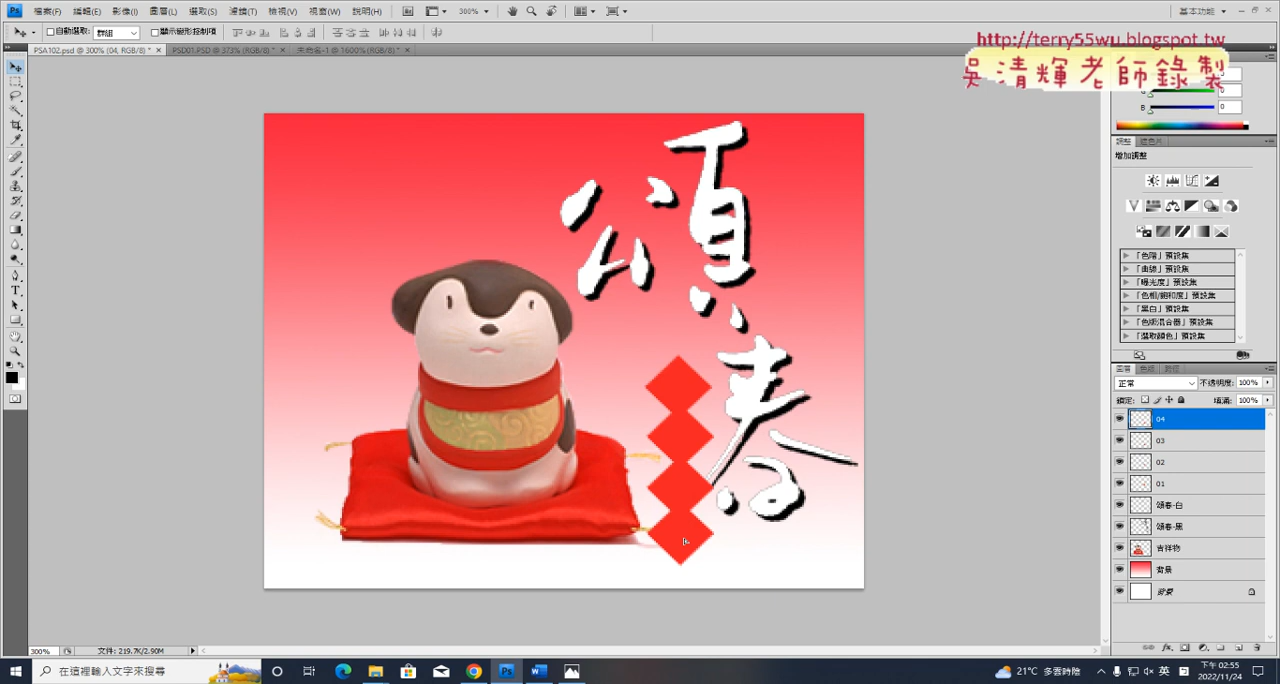 Ps 檔案(F) 編輯(E) 影像(I) 圖層(L) 選取(S) 濾鏡(T) 檢視(V) 視窗(W) 說明(H) 300% 基本功能
自動選取: 群組 顯示變形控制項
http://terry55wu.blogspot.tw
吳清輝老師錄製
PSA102.psd @ 300% (04, RGB/8) * × PSD01.PSD @ 373% (RGB/8) * × 未命名-1 @ 1600% (RGB/8) * ×
0
B 0
調整
增加調整
「色階」預設集
「曲線」預設集
「曝光度」預設集
「色相/飽和度」預設集
「黑白」預設集
「色版混合器」預設集
「選取顏色」預設集
圖層 色版 路徑
正常 不透明度: 100%
鎖定: 填滿: 100%
04
03
02
01
頌春-白
頌春-黑
吉祥物
背景
背景
頌春
300% 文件: 219.7K/2.90M
在這裡輸入文字來搜尋
21°C 多雲時陰 英
下午 02:55
2022/11/24